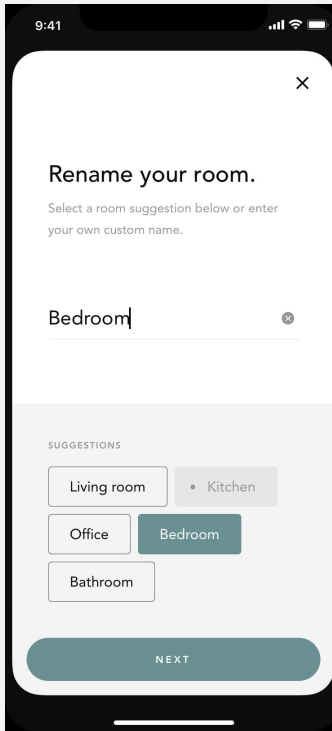 9:41
Rename your room.
Select a room suggestion below or enter
your own custom name.
Bedroom
SUGGESTIONS
Living room
• Kitchen
Office
Bedroom
Bathroom
NEXT